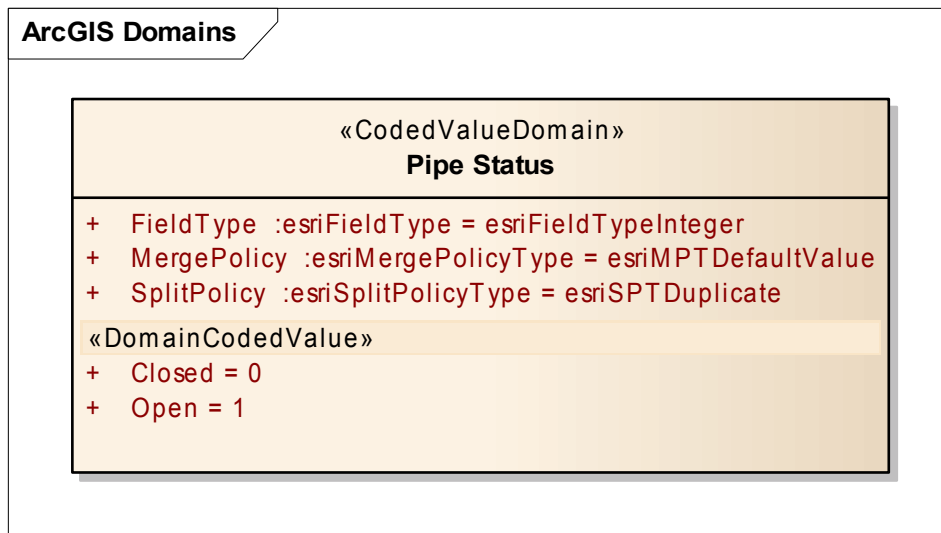 ArcGIS Domains
«CodedValueDomain»
Pipe Status
+ FieldType :esriFieldType = esriFieldTypeInteger
+ MergePolicy :esriMergePolicyType = esriMPTDefaultValue
+ SplitPolicy :esriSplitPolicyType = esriSPTDuplicate
«DomainCodedValue»
+ Closed = 0
+ Open = 1